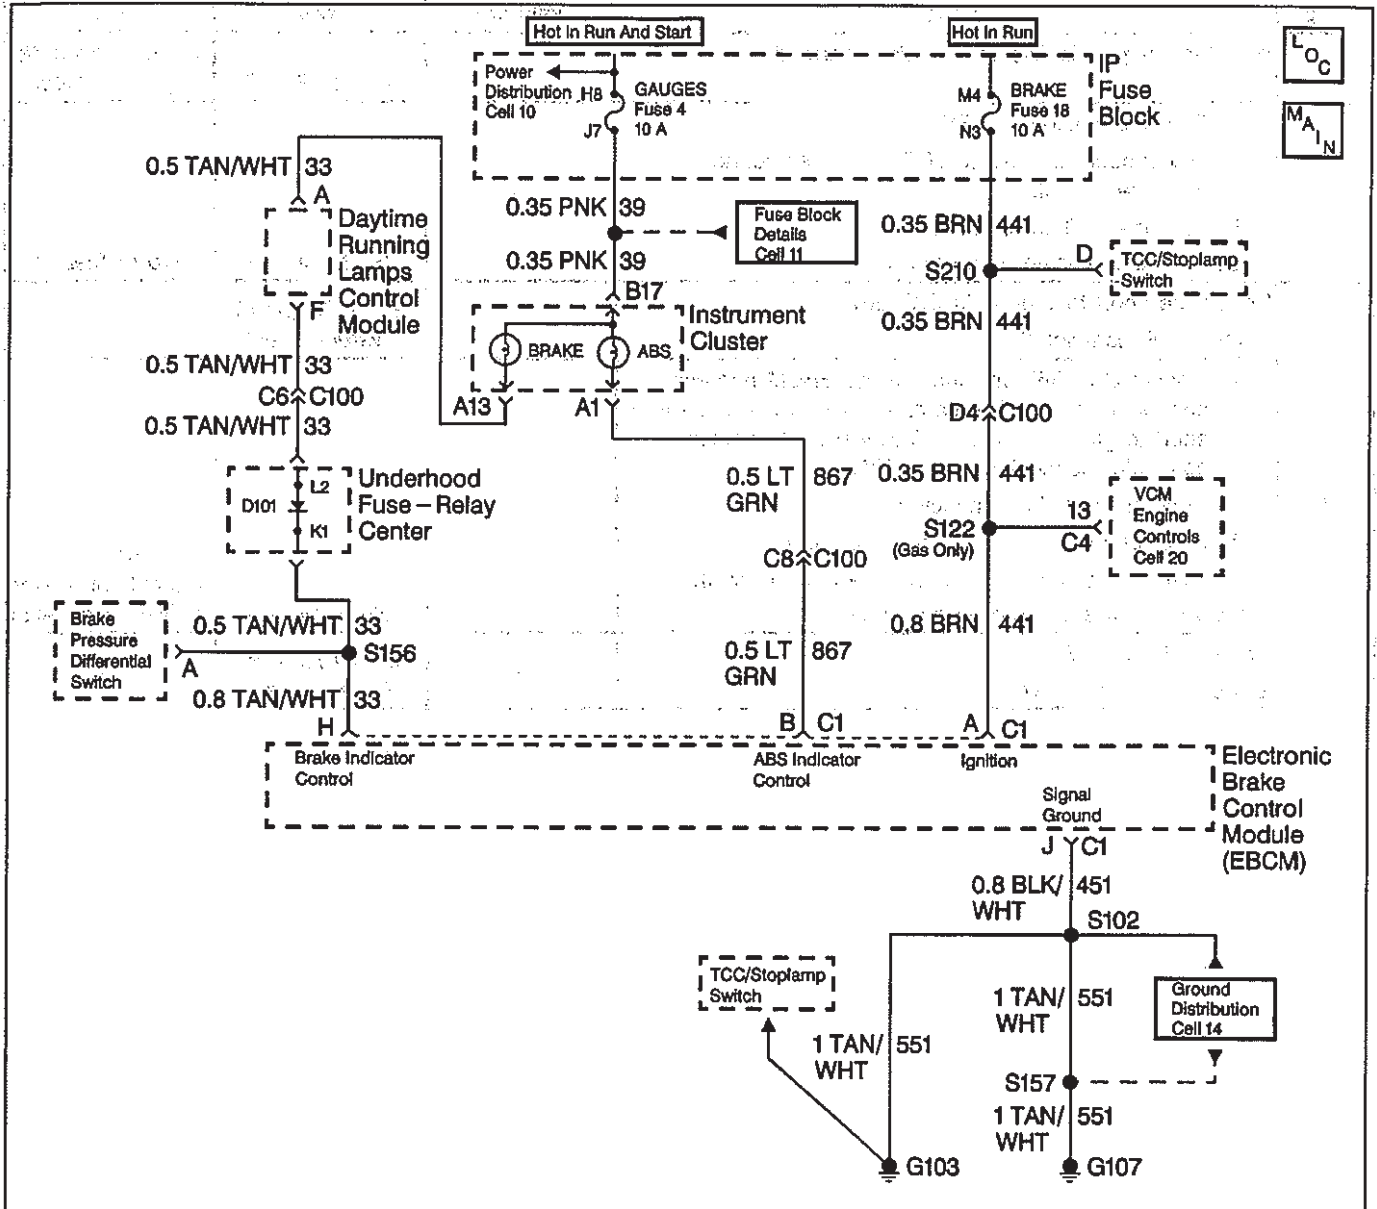 Hot In Run And Start
Hot In Run
L
O
C
M
A
I
N
Power
Distribution
Cell 10
H8
J7
GAUGES
Fuse 4
10 A
M4
N3
BRAKE
Fuse 18
10 A
IP
Fuse
Block
0.5 TAN/WHT 33
A
Daytime
Running
Lamps
Control
Module
F
0.35 PNK 39
0.35 PNK 39
Fuse Block
Details
Cell 11
0.35 BRN 441
S210
D
TCC/Stoplamp
Switch
0.35 BRN 441
B17
Instrument
Cluster
BRAKE
ABS
A13
A1
0.5 TAN/WHT 33
C6 C100
0.5 TAN/WHT 33
D4 C100
Underhood
Fuse – Relay
Center
L2
D101
K1
0.5 LT
GRN
867
C8 C100
0.35 BRN 441
S122
(Gas Only)
13
C4
VCM
Engine
Controls
Cell 20
Brake
Pressure
Differential
Switch
A
0.5 TAN/WHT 33
S156
0.8 TAN/WHT 33
0.5 LT
GRN
867
0.8 BRN 441
H
B C1
A C1
Brake Indicator
Control
ABS Indicator
Control
Ignition
Signal
Ground
Electronic
Brake
Control
Module
(EBCM)
J C1
0.8 BLK/
WHT
451
S102
TCC/Stoplamp
Switch
1 TAN/
WHT
551
1 TAN/
WHT
551
Ground
Distribution
Cell 14
S157
1 TAN/
WHT
551
G103
G107